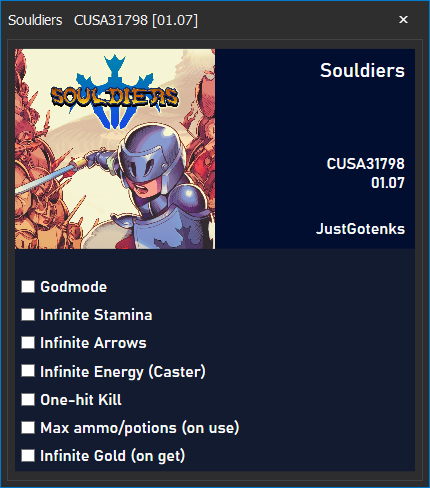 Souldiers CUSA31798 [01.07]
SOULDIERS
Souldiers
CUSA31798
01.07
JustGotenks
Godmode
Infinite Stamina
Infinite Arrows
Infinite Energy (Caster)
One-hit Kill
Max ammo/potions (on use)
Infinite Gold (on get)